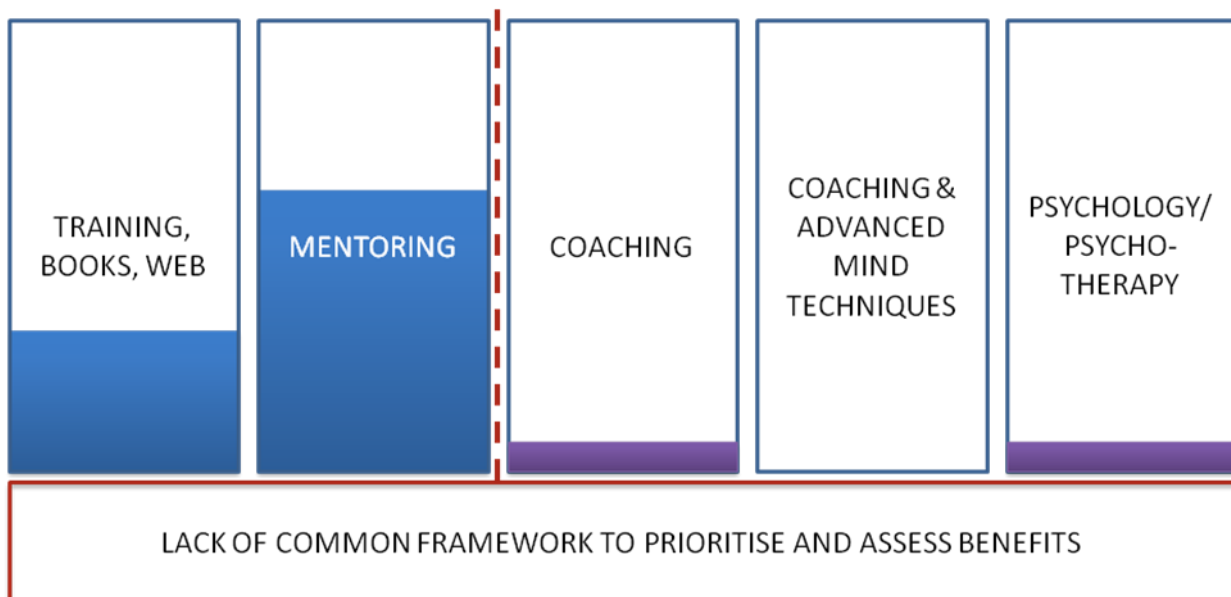 TRAINING,
BOOKS, WEB
MENTORING
COACHING
COACHING &
ADVANCED
MIND
TECHNIQUES
PSYCHOLOGY/
PSYCHO-
THERAPY
LACK OF COMMON FRAMEWORK TO PRIORITISE AND ASSESS BENEFITS